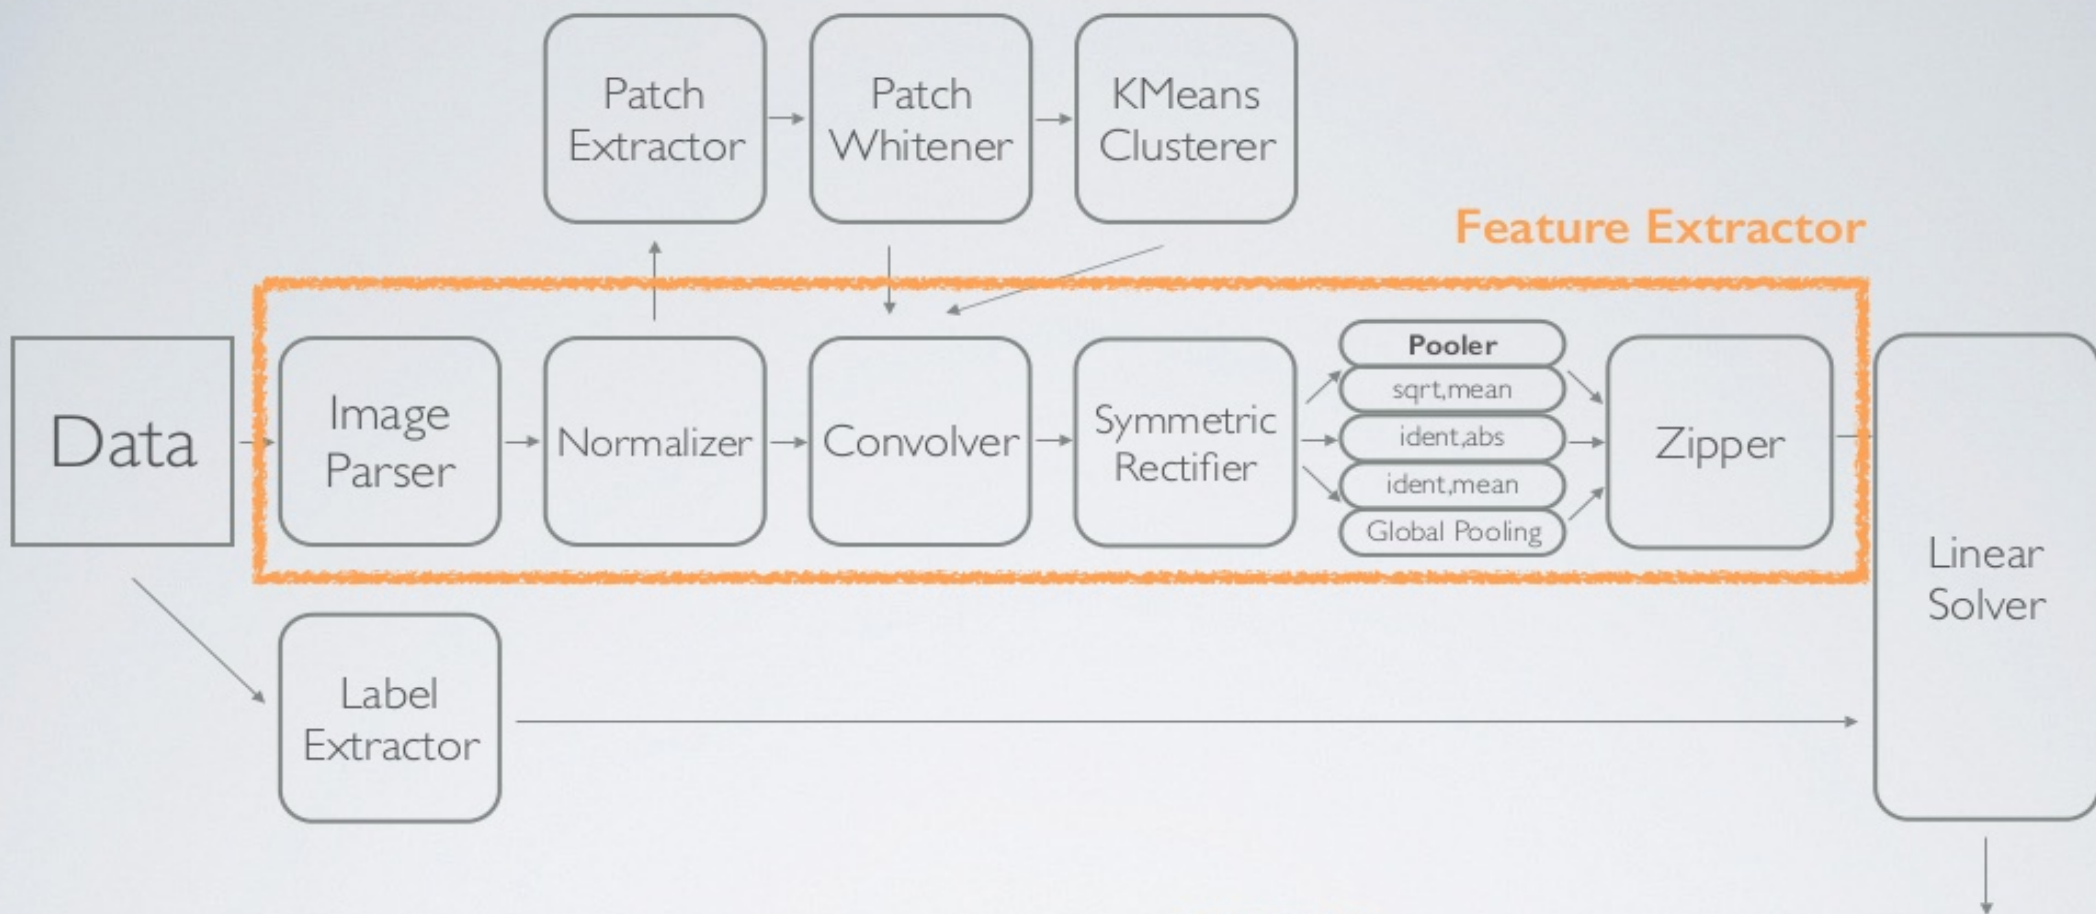 Patch
Extractor
Patch
Whitener
KMeans
Clusterer
Feature Extractor
Data
Image
Parser
Normalizer
Convolver
Symmetric
Rectifier
Pooler
sqrt,mean
ident,abs
ident,mean
Global Pooling
Zipper
Linear
Solver
Label
Extractor